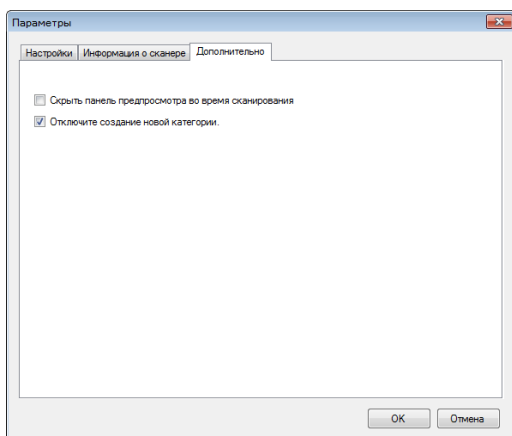 Параметры
Настройки Информация о сканере Дополнительно
Скрыть панель предпросмотра во время сканирования
Отключите создание новой категории.
OK Отмена